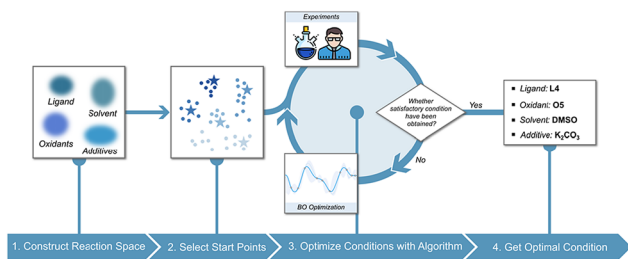 Experiments
Ligand
Solvent
Oxidants
Additives
Whether
satisfactory condition
have been
obtained?
Yes
No
▪ Ligand: L4
▪ Oxidant: O5
▪ Solvent: DMSO
▪ Additive: K₂CO₃
BO Optimization
1. Construct Reaction Space
2. Select Start Points
3. Optimize Conditions with Algorithm
4. Get Optimal Condition